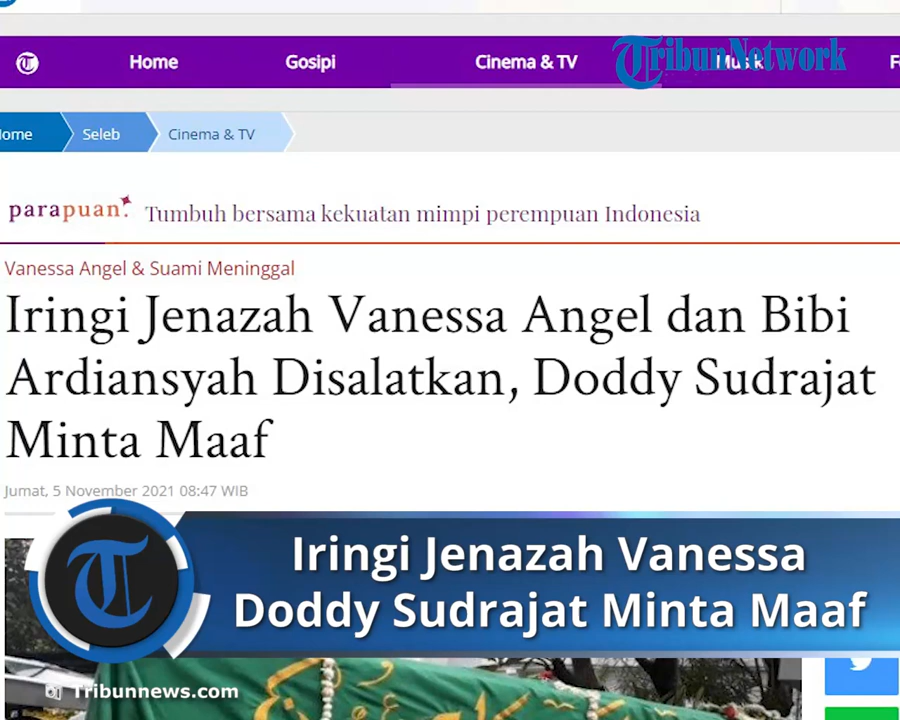 Home Gosipi Cinema & TV Musik
TribunNetwork
ome Seleb Cinema & TV
parapuan. Tumbuh bersama kekuatan mimpi perempuan Indonesia
Vanessa Angel & Suami Meninggal
Iringi Jenazah Vanessa Angel dan Bibi
Ardiansyah Disalatkan, Doddy Sudrajat
Minta Maaf
Jumat, 5 November 2021 08:47 WIB
Iringi Jenazah Vanessa
Doddy Sudrajat Minta Maaf
Tribunnews.com